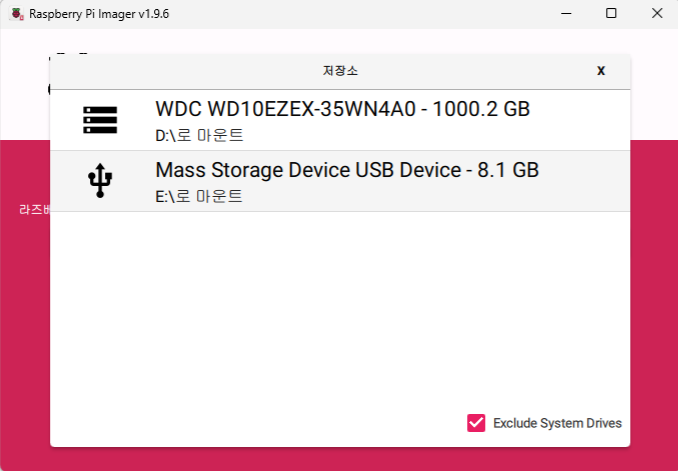 Raspberry Pi Imager v1.9.6
저장소
x
WDC WD10EZEX-35WN4A0 - 1000.2 GB
D:\로 마운트
Mass Storage Device USB Device - 8.1 GB
E:\로 마운트
라즈베
Exclude System Drives